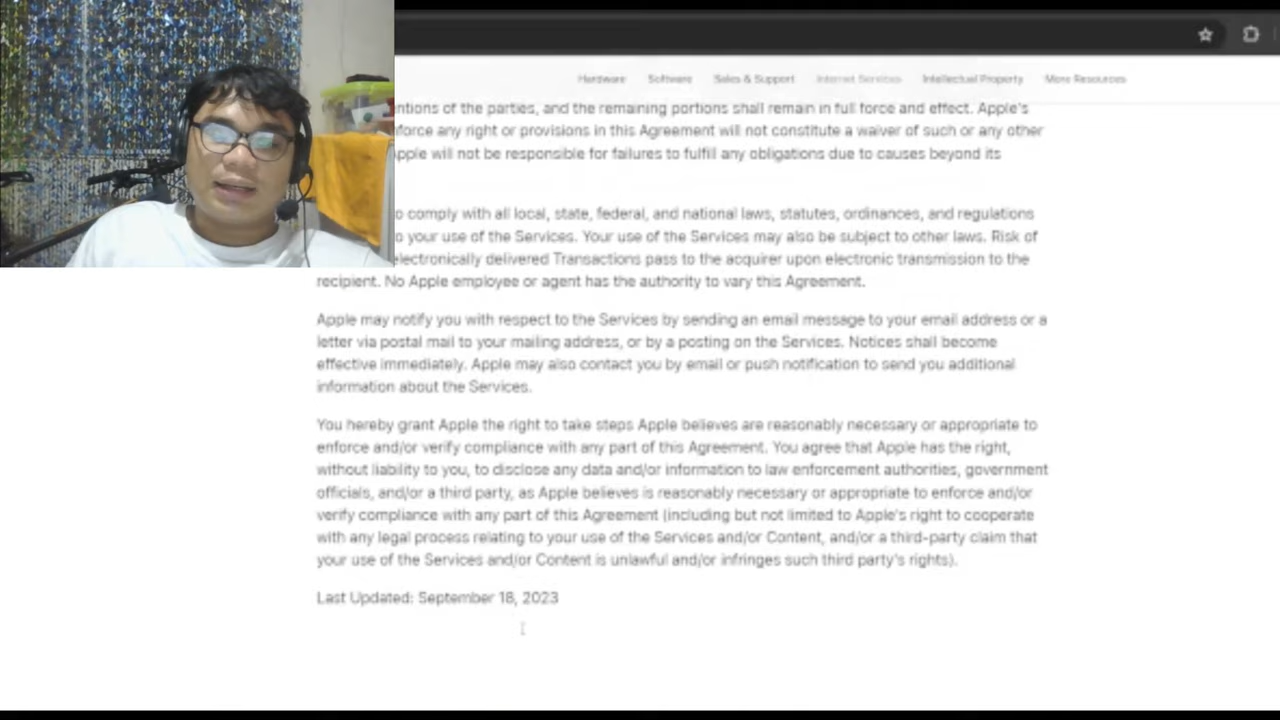 Hardware Software Sales & Support Internet Services Intellectual Property More Resources
ntions of the parties, and the remaining portions shall remain in full force and effect. Apple's
nforce any right or provisions in this Agreement will not constitute a waiver of such or any other
pple will not be responsible for failures to fulfill any obligations due to causes beyond its
o comply with all local, state, federal, and national laws, statutes, ordinances, and regulations
o your use of the Services. Your use of the Services may also be subject to other laws. Risk of
electronically delivered Transactions pass to the acquirer upon electronic transmission to the
recipient. No Apple employee or agent has the authority to vary this Agreement.
Apple may notify you with respect to the Services by sending an email message to your email address or a
letter via postal mail to your mailing address, or by a posting on the Services. Notices shall become
effective immediately. Apple may also contact you by email or push notification to send you additional
information about the Services.
You hereby grant Apple the right to take steps Apple believes are reasonably necessary or appropriate to
enforce and/or verify compliance with any part of this Agreement. You agree that Apple has the right,
without liability to you, to disclose any data and/or information to law enforcement authorities, government
officials, and/or a third party, as Apple believes is reasonably necessary or appropriate to enforce and/or
verify compliance with any part of this Agreement (including but not limited to Apple's right to cooperate
with any legal process relating to your use of the Services and/or Content, and/or a third-party claim that
your use of the Services and/or Content is unlawful and/or infringes such third party's rights).
Last Updated: September 18, 2023